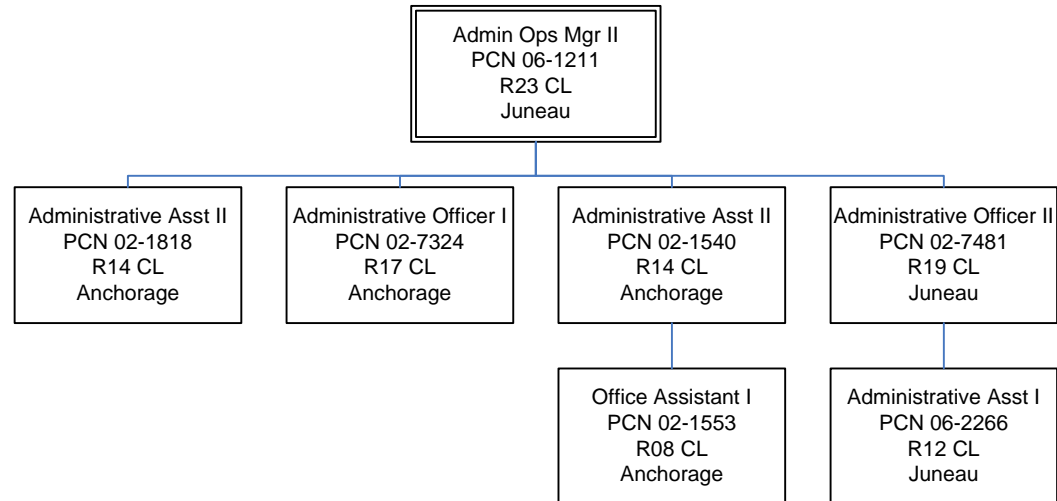 Admin Ops Mgr II
PCN 06-1211
R23 CL
Juneau
Administrative Asst II
PCN 02-1818
R14 CL
Anchorage
Administrative Officer I
PCN 02-7324
R17 CL
Anchorage
Administrative Asst II
PCN 02-1540
R14 CL
Anchorage
Administrative Officer II
PCN 02-7481
R19 CL
Juneau
Office Assistant I
PCN 02-1553
R08 CL
Anchorage
Administrative Asst I
PCN 06-2266
R12 CL
Juneau